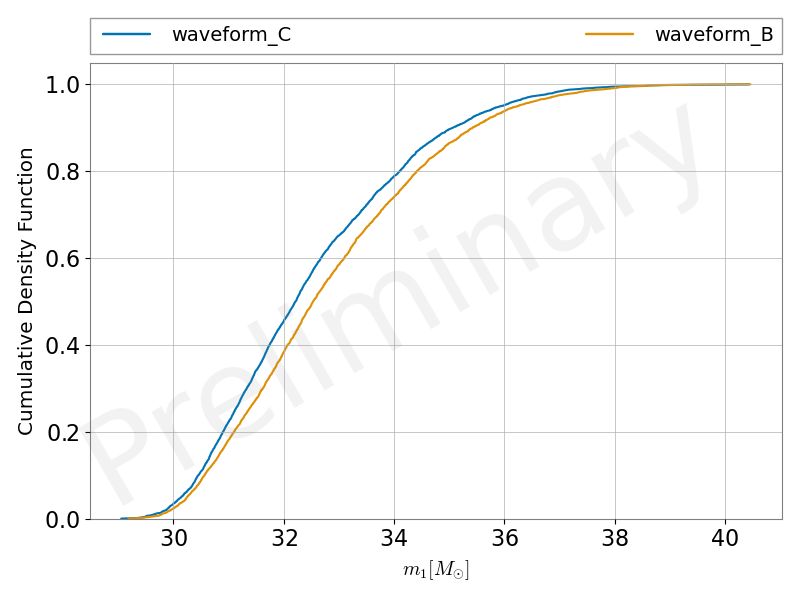 waveform_C waveform_B
1.0
0.8
0.6
0.4
0.2
0.0
Cumulative Density Function
Preliminary
30 32 34 36 38 40
m₁[M☉]